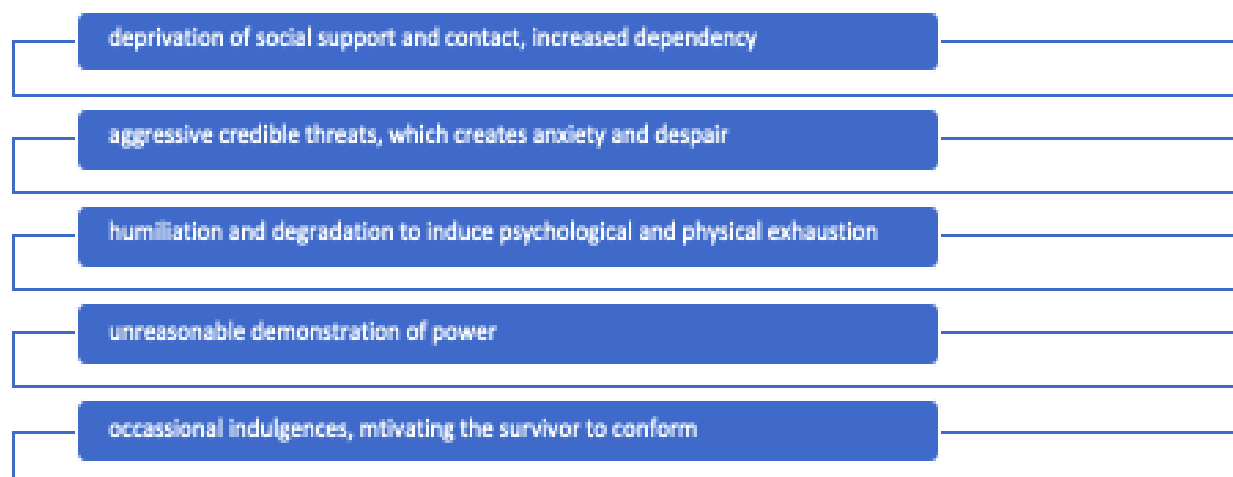 deprivation of social support and contact, increased dependency
aggressive credible threats, which creates anxiety and despair
humiliation and degradation to induce psychological and physical exhaustion
unreasonable demonstration of power
occassional indulgences, mtivating the survivor to conform